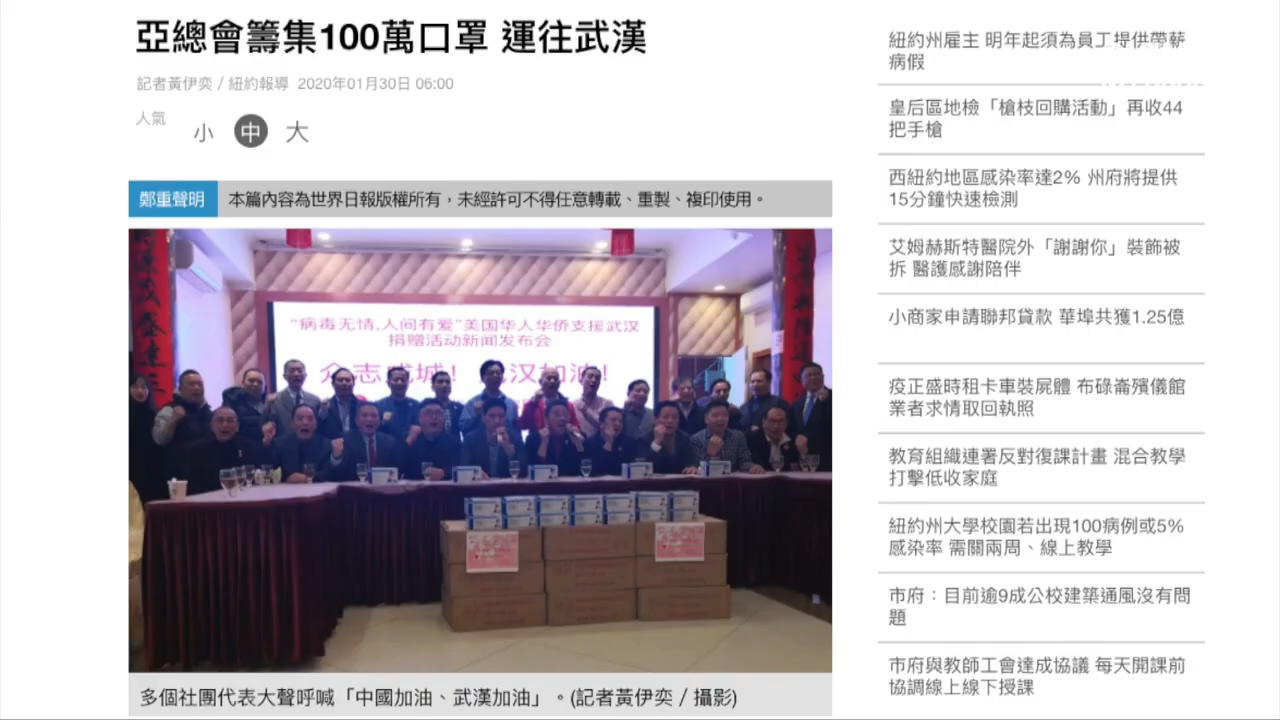 亞總會籌集100萬口罩 運往武漢
記者黃伊奕 / 紐約報導 2020年01月30日 06:00
人氣
小 中 大
鄭重聲明 本篇內容為世界日報版權所有，未經許可不得任意轉載、重製、複印使用。
“病毒无情,人间有爱”美国华人华侨支援武汉
捐赠活动新闻发布会
众志成城！ 武汉加油！
多個社團代表大聲呼喊「中國加油、武漢加油」。(記者黃伊奕 / 攝影)
紐約州雇主 明年起須為員工提供帶薪
病假
皇后區地檢「槍枝回購活動」再收44
把手槍
西紐約地區感染率達2% 州府將提供
15分鐘快速檢測
艾姆赫斯特醫院外「謝謝你」裝飾被
拆 醫護感謝陪伴
小商家申請聯邦貸款 華埠共獲1.25億
疫正盛時租卡車裝屍體 布碌崙殯儀館
業者求情取回執照
教育組織連署反對復課計畫 混合教學
打擊低收家庭
紐約州大學校園若出現100病例或5%
感染率 需關兩周、線上教學
市府：目前逾9成公校建築通風沒有問
題
市府與教師工會達成協議 每天開課前
協調線上線下授課